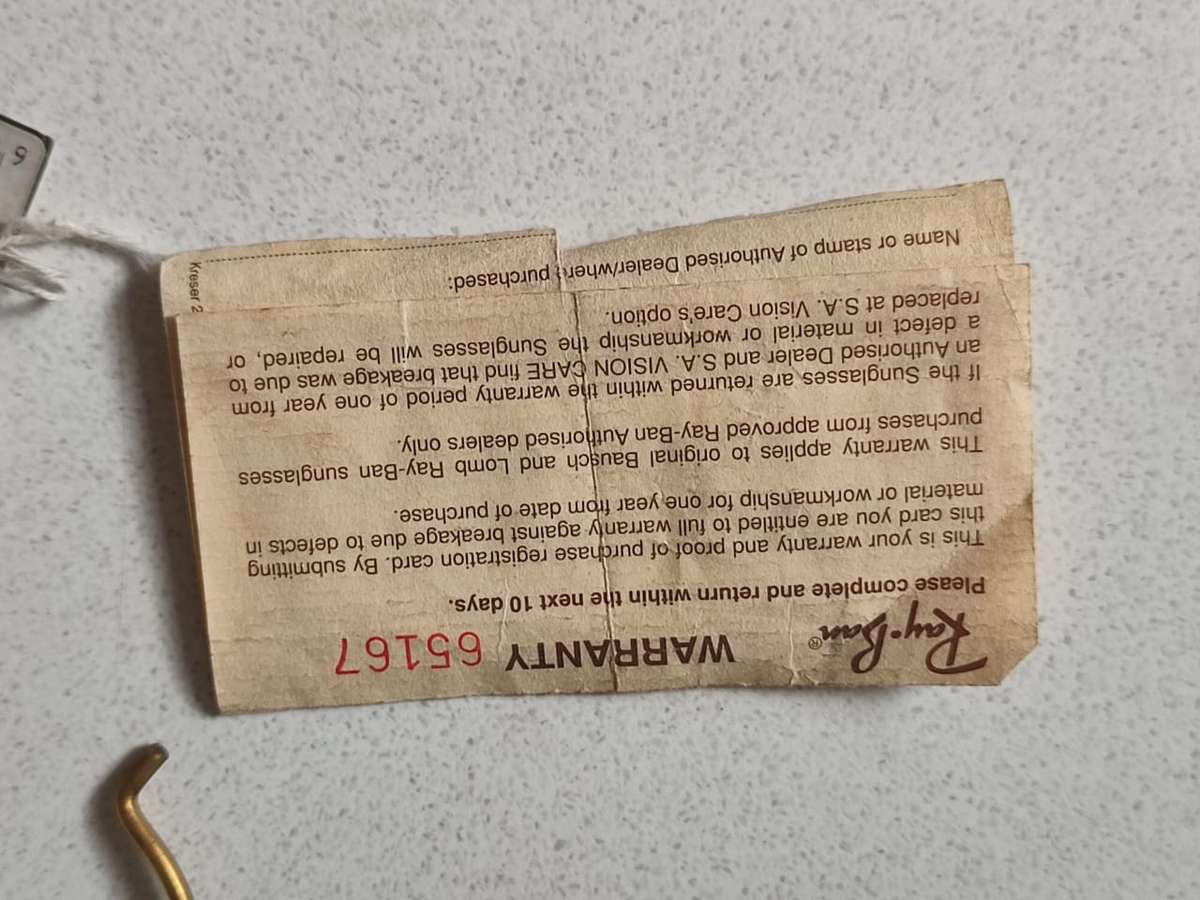 Ray-Ban®
WARRANTY 65167
Please complete and return within the next 10 days.
This is your warranty and proof of purchase registration card. By submitting
this card you are entitled to full warranty against breakage due to defects in
material or workmanship for one year from date of purchase.
This warranty applies to original Bausch and Lomb Ray-Ban sunglasses
purchases from approved Ray-Ban Authorised dealers only.
If the Sunglasses are returned within the warranty period of one year from
an Authorised Dealer and S.A. VISION CARE find that breakage was due to
a defect in material or workmanship the Sunglasses will be repaired, or
replaced at S.A. Vision Care's option.
Name or stamp of Authorised Dealer/where purchased:
Kreser 2